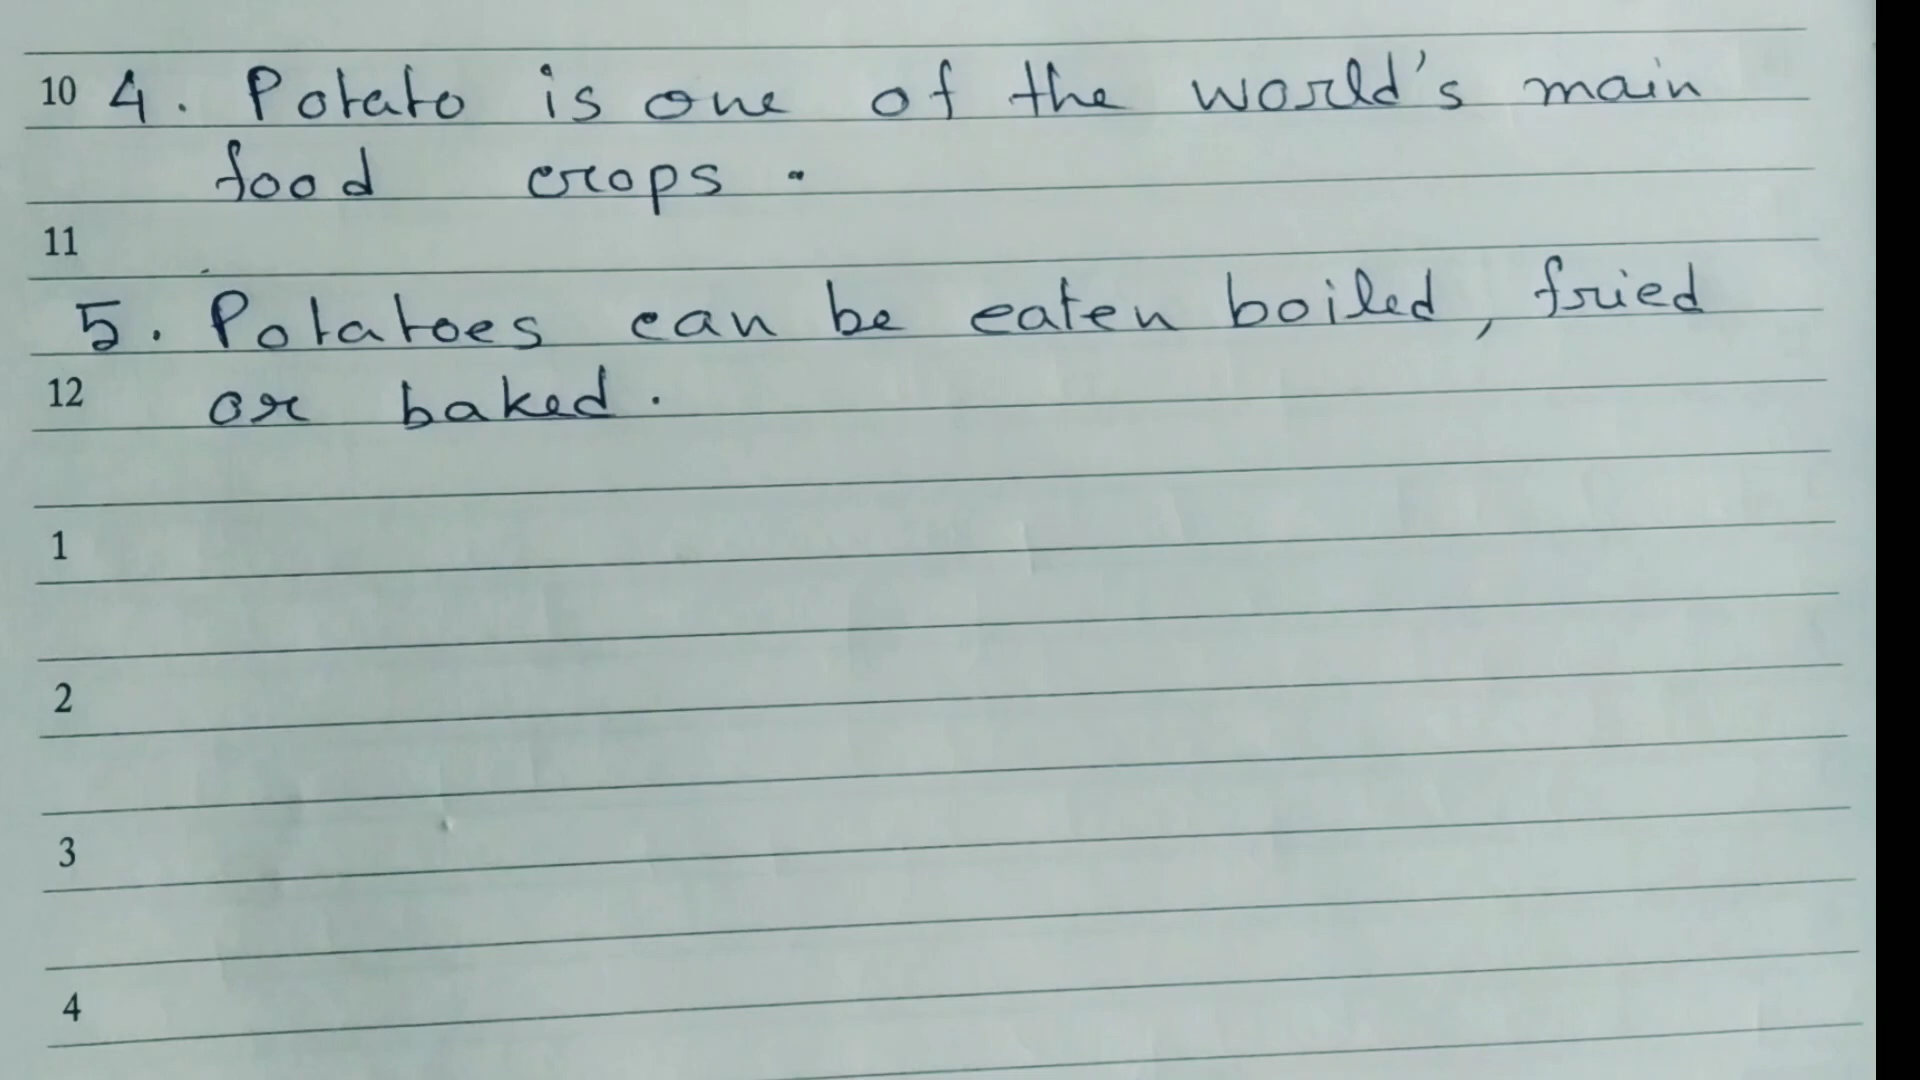 10 4. Potato is one of the world's main
food crops.
11
5. Potatoes can be eaten boiled, fried
12 or baked.
1
2
3
4